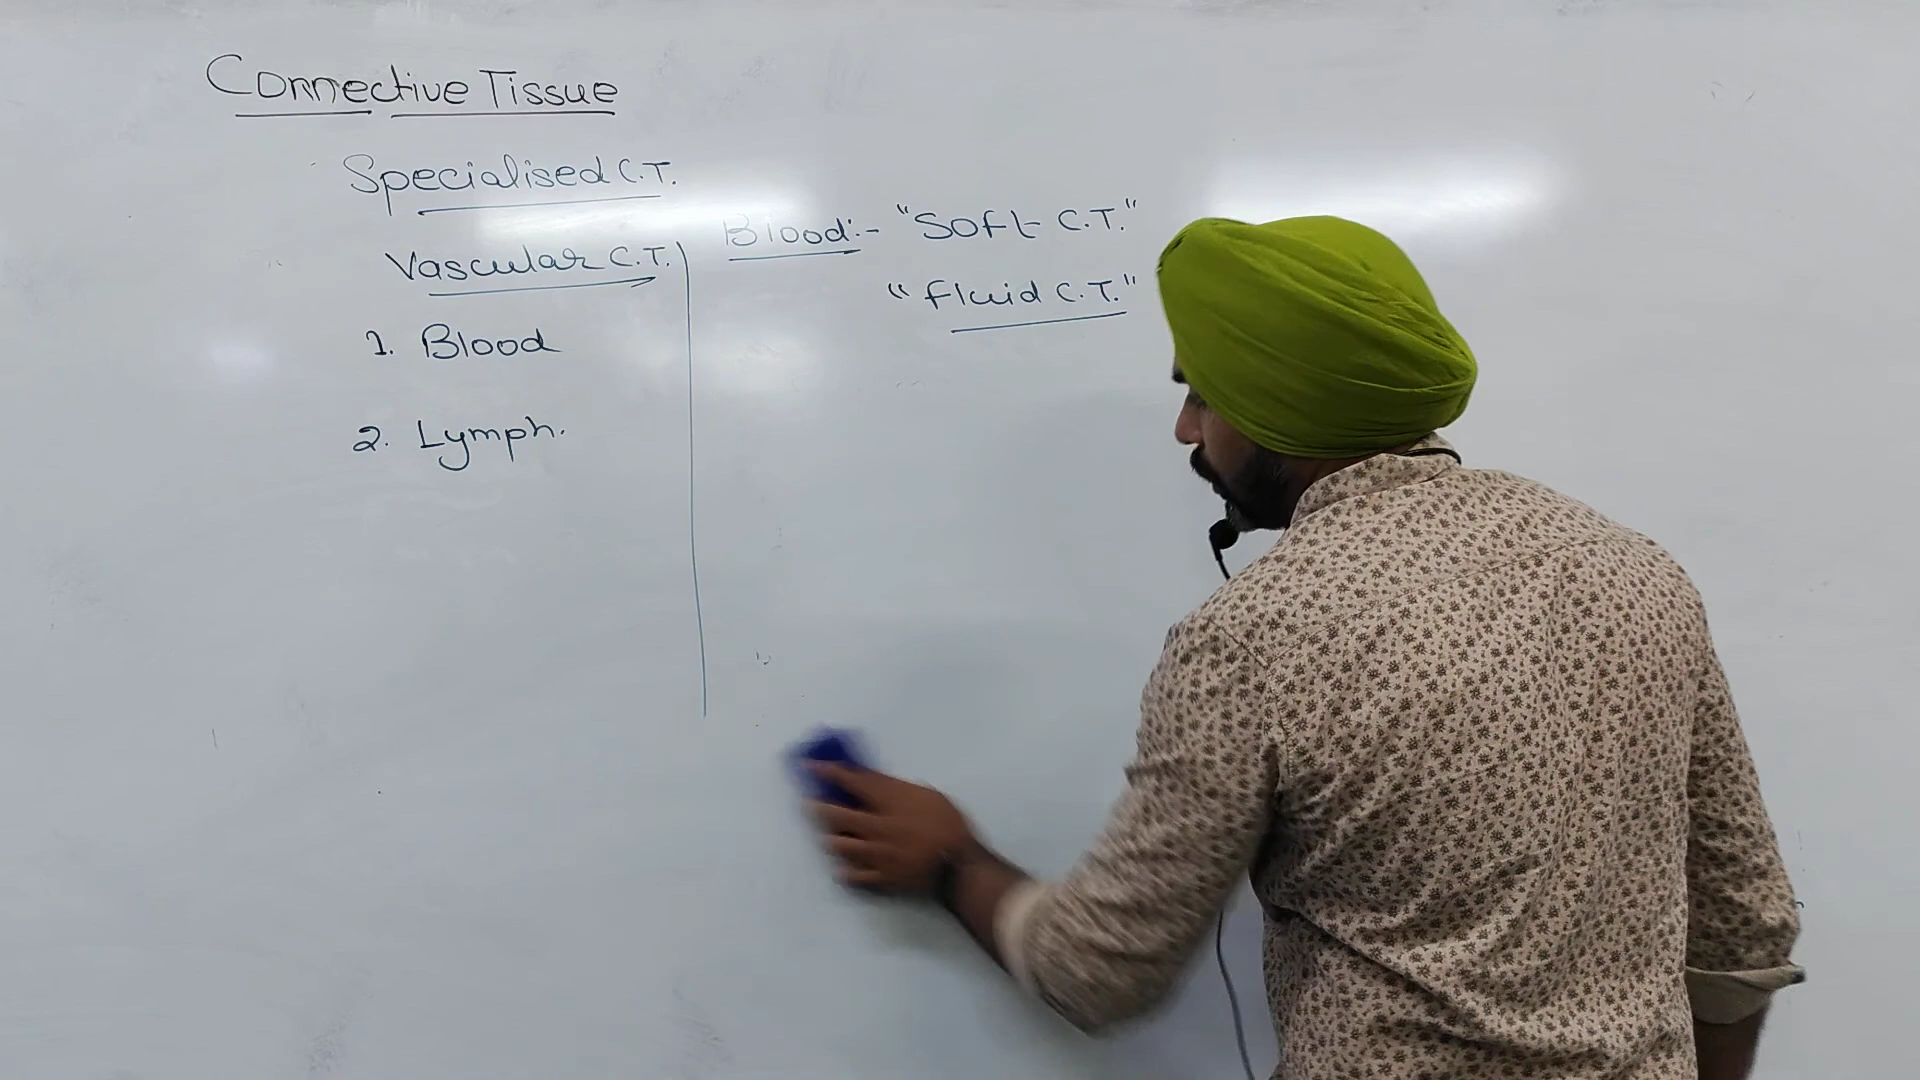 Connective Tissue
Specialised C.T.
Vascular C.T.
1. Blood
2. Lymph.
Blood:- "Soft C.T."
"fluid C.T."